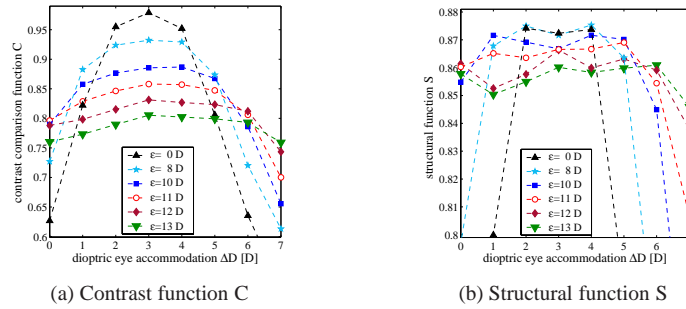 contrast comparison function C
0.95
0.9
0.85
0.8
0.75
0.7
0.65
0.6
ε= 0 D
ε= 8 D
ε=10 D
ε=11 D
ε=12 D
ε=13 D
0 1 2 3 4 5 6 7
dioptric eye accommodation ΔD [D]
(a) Contrast function C
structural function S
0.88
0.87
0.86
0.85
0.84
0.83
0.82
0.81
0.8
ε= 0 D
ε= 8 D
ε=10 D
ε=11 D
ε=12 D
ε=13 D
0 1 2 3 4 5 6 7
dioptric eye accommodation ΔD [D]
(b) Structural function S